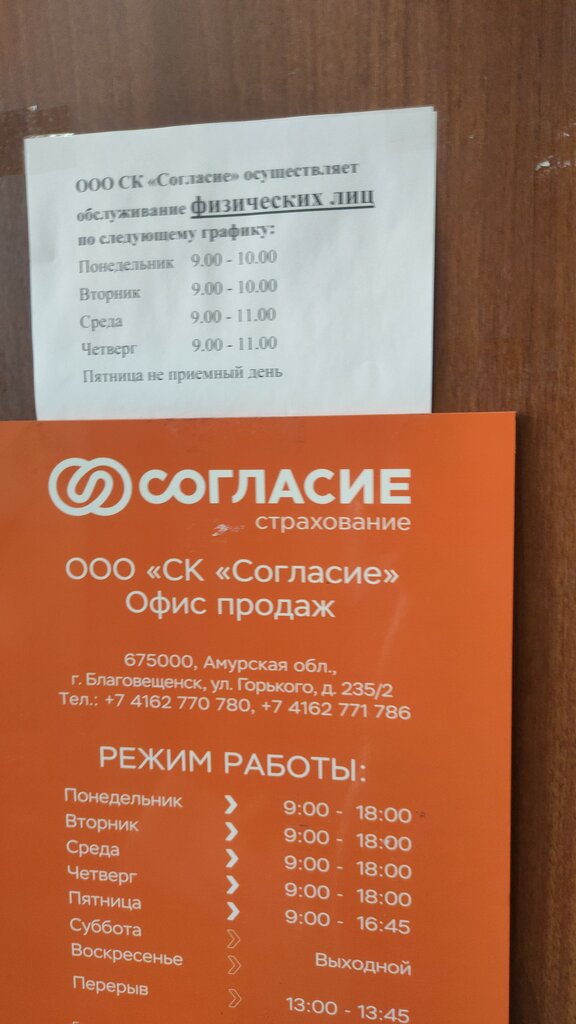 ООО СК «Согласие» осуществляет
обслуживание физических лиц
по следующему графику:
Понедельник 9.00 - 10.00
Вторник 9.00 - 10.00
Среда 9.00 - 11.00
Четверг 9.00 - 11.00
Пятница не приемный день
СОГЛАСИЕ
страхование
ООО «СК «Согласие»
Офис продаж
675000, Амурская обл.,
г. Благовещенск, ул. Горького, д. 235/2
Тел.: +7 4162 770 780, +7 4162 771 786
РЕЖИМ РАБОТЫ:
Понедельник 9:00 - 18:00
Вторник 9:00 - 18:00
Среда 9:00 - 18:00
Четверг 9:00 - 18:00
Пятница 9:00 - 16:45
Суббота
Воскресенье Выходной
Перерыв 13:00 - 13:45